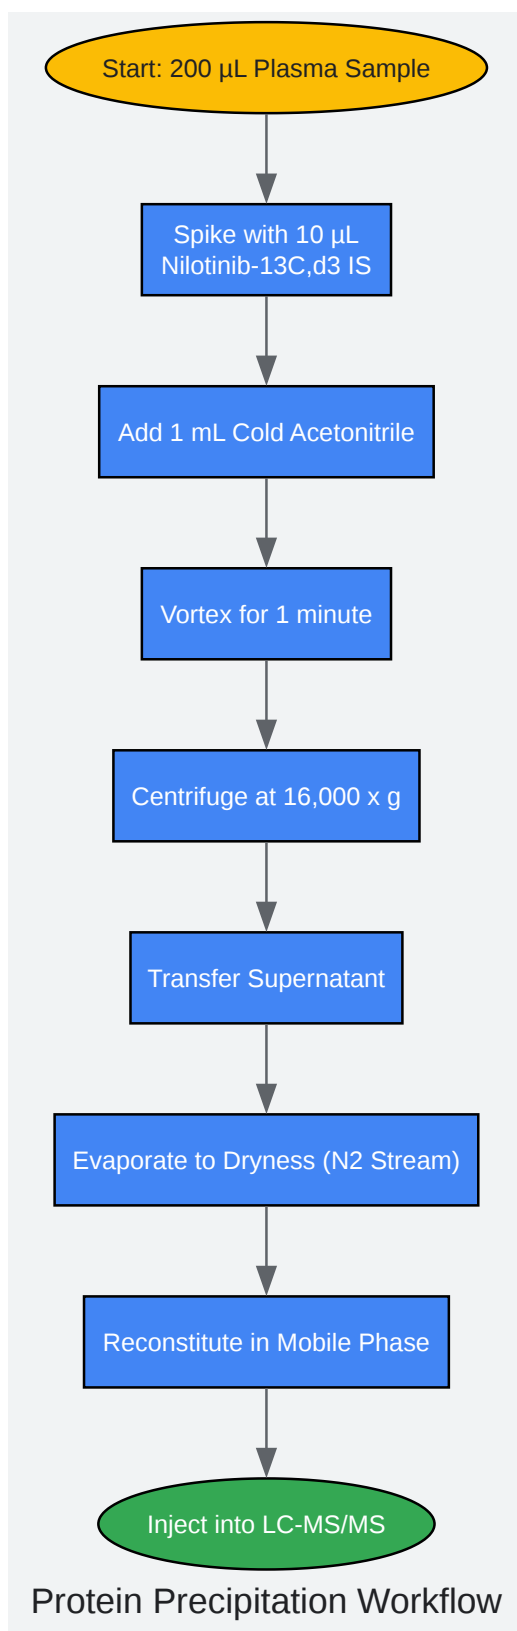 Start: 200 µL Plasma Sample
Spike with 10 µL
Nilotinib-13C,d3 IS
Add 1 mL Cold Acetonitrile
Vortex for 1 minute
Centrifuge at 16,000 x g
Transfer Supernatant
Evaporate to Dryness (N2 Stream)
Reconstitute in Mobile Phase
Inject into LC-MS/MS
Protein Precipitation Workflow